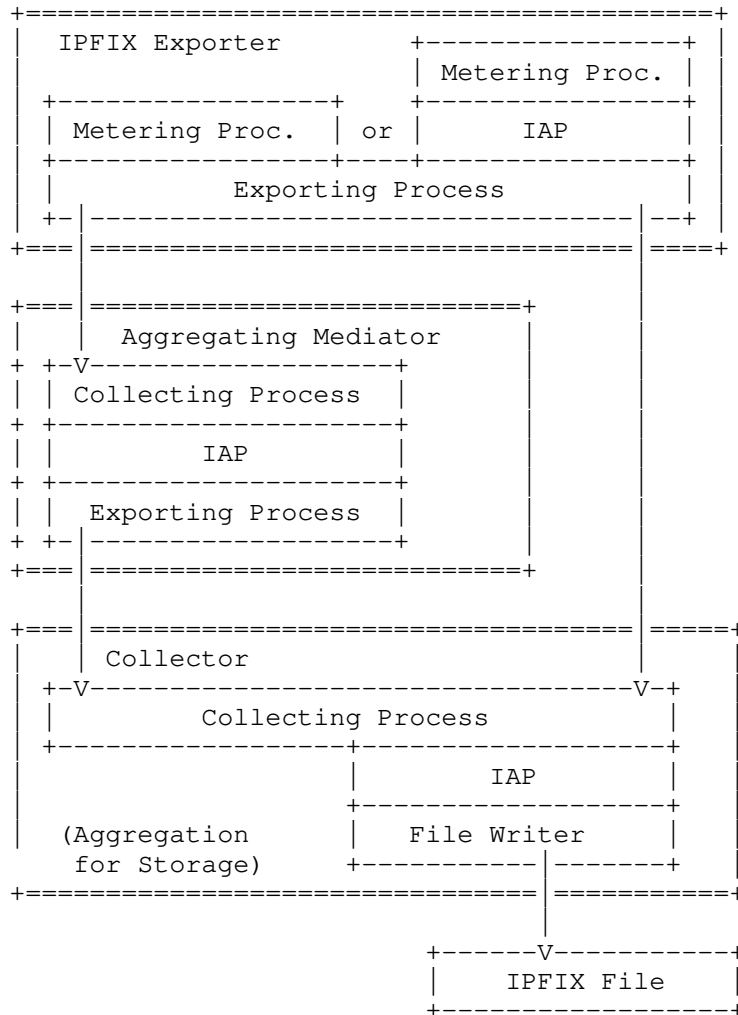 IPFIX Exporter
Metering Proc.
Metering Proc. or IAP
Exporting Process
Aggregating Mediator
V
Collecting Process
IAP
Exporting Process
Collector
V V
Collecting Process
IAP
(Aggregation File Writer
for Storage)
V
IPFIX File